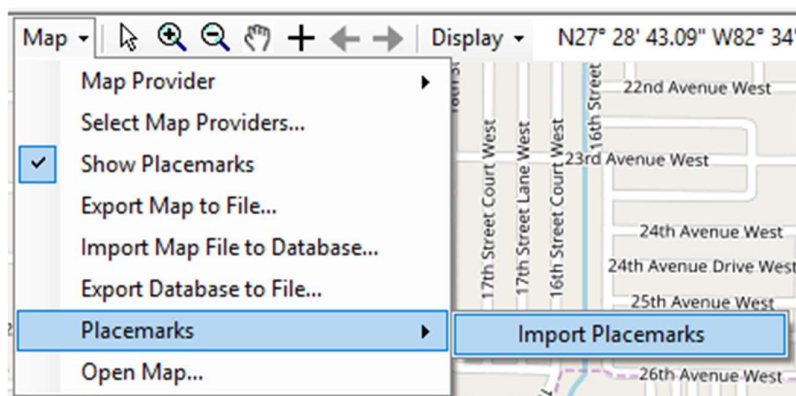 Map Display N27° 28' 43.09" W82° 34'
Map Provider
Select Map Providers...
Show Placemarks
Export Map to File...
Import Map File to Database...
Export Database to File...
Placemarks
Import Placemarks
Open Map...
16th Street
22nd Avenue West
23rd Avenue West
17th Street Court West
17th Street Lane West
16th Street Court West
24th Avenue West
24th Avenue Drive West
25th Avenue West
26th Avenue West